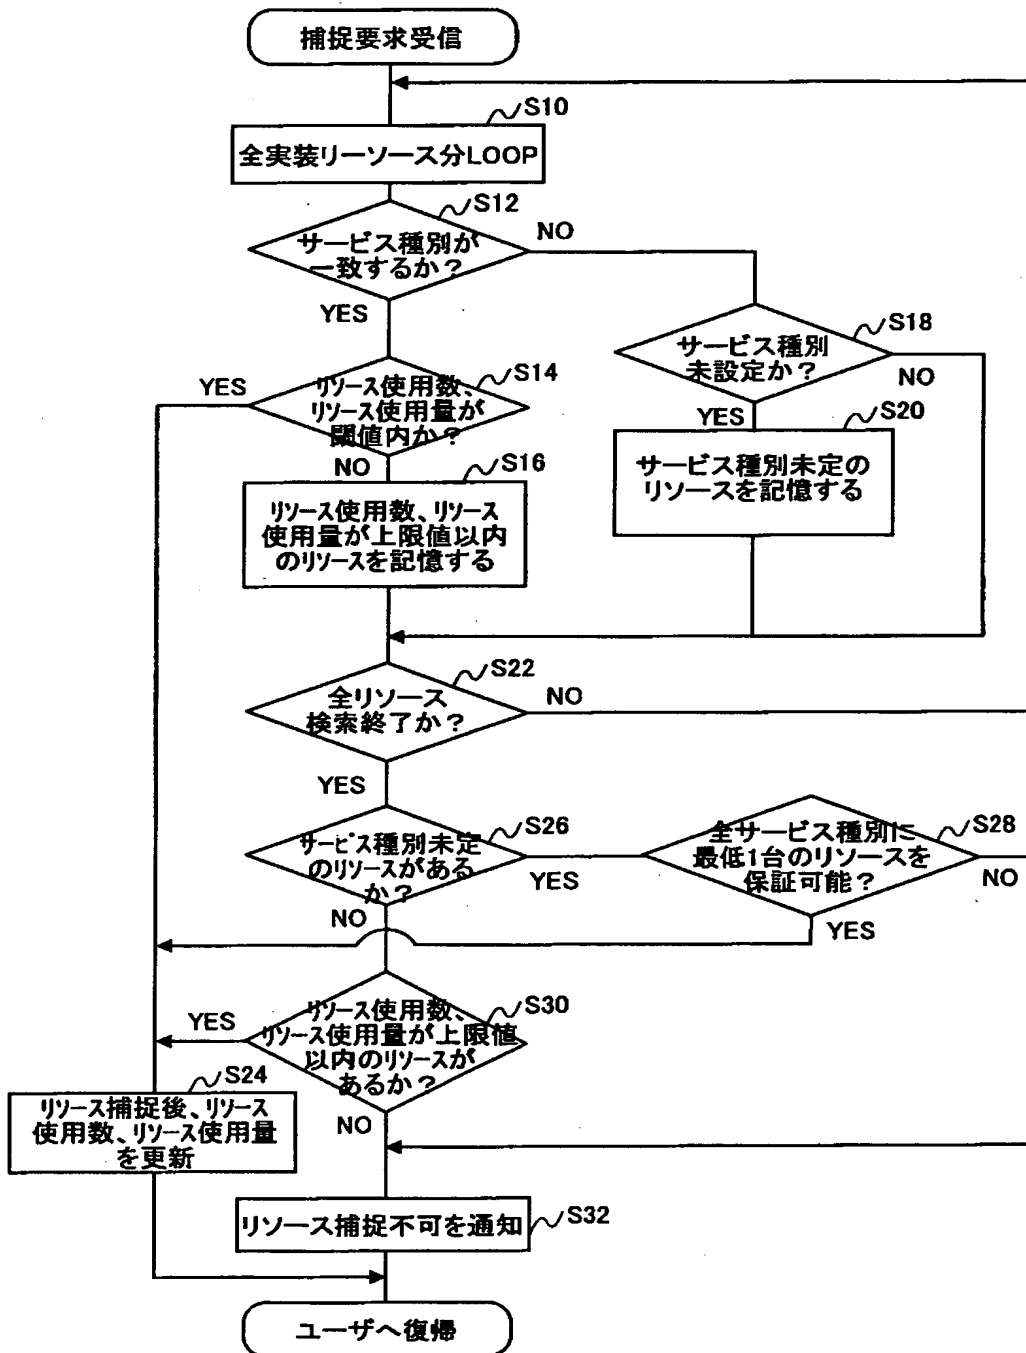 捕捉要求受信
S10
全実装リーソース分LOOP
S12
サービス種別が
一致するか？
NO
YES
S18
サービス種別
未設定か？
NO
YES
S14
リソース使用数、
リソース使用量が
閾値内か？
YES
NO
S20
サービス種別未定の
リソースを記憶する
S16
リソース使用数、リソース
使用量が上限値以内
のリソースを記憶する
S22
全リソース
検索終了か？
NO
YES
S26
サービス種別未定
のリソースがある
か？
YES
NO
S28
全サービス種別に
最低1台のリソースを
保証可能？
NO
YES
S30
リソース使用数、
リソース使用量が上限値
以内のリソースが
あるか？
YES
NO
S24
リソース捕捉後、リソース
使用数、リソース使用量
を更新
リソース捕捉不可を通知
S32
ユーザへ復帰